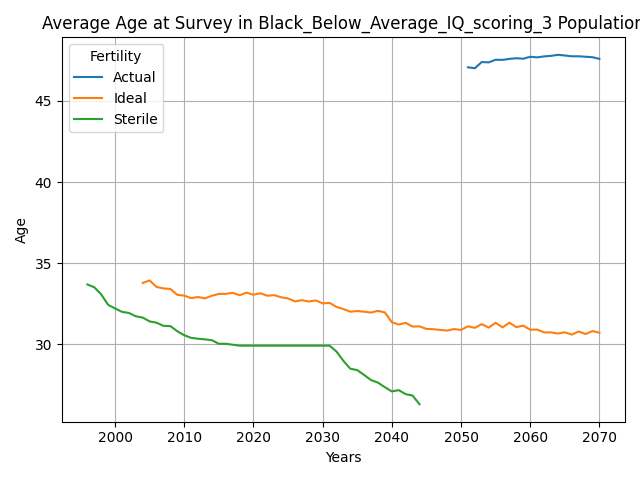 Average Age at Survey in Black_Below_Average_IQ_scoring_3 Population
Fertility
Actual
Ideal
Sterile
45
40
35
30
Age
2000 2010 2020 2030 2040 2050 2060 2070
Years